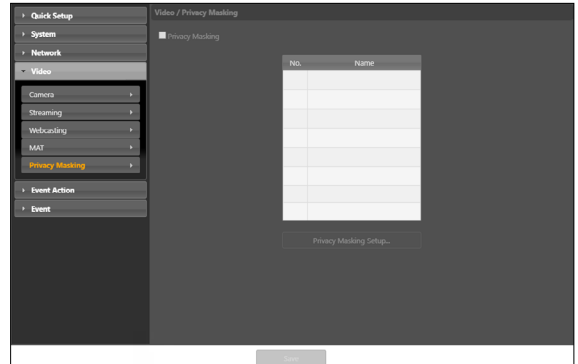 Quick Setup
System
Network
Video
Camera
Streaming
Webcasting
MAT
Privacy Masking
Event Action
Event
Video / Privacy Masking
Privacy Masking
No. Name
Privacy Masking Setup...
Save